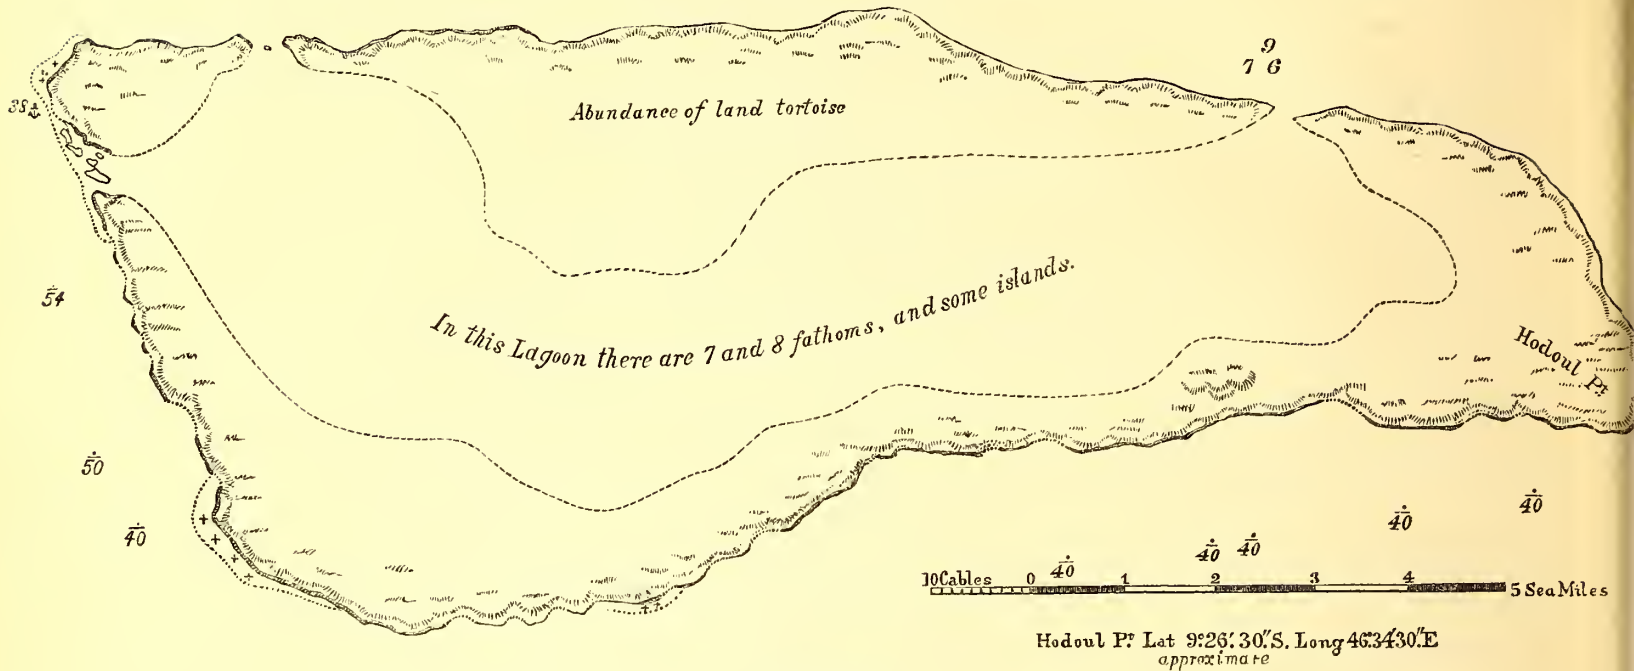 9
7 6
38
Abundance of land tortoise
54
In this Lagoon there are 7 and 8 fathoms, and some islands.
Hodoul Pt
50
40
40
40
40 40
40
10 Cables 0 1 2 3 4 5 Sea Miles
Hodoul Pt. Lat 9°.26'.30".S. Long 46°.34'.30".E
approximate